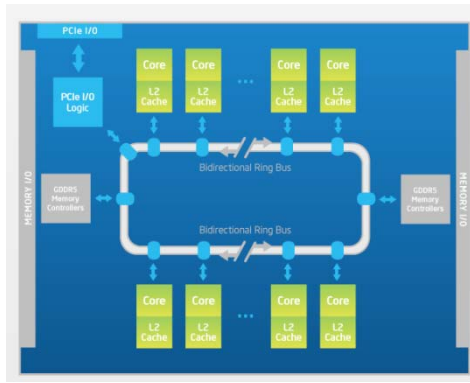 PCIe I/O
Core
Core
Core
Core
L2
Cache
L2
Cache
L2
Cache
L2
Cache
...
PCIe I/O
Logic
Bidirectional Ring Bus
MEMORY I/O
GDDR5
Memory
Controllers
GDDR5
Memory
Controllers
MEMORY I/O
Bidirectional Ring Bus
Core
Core
Core
Core
L2
Cache
L2
Cache
L2
Cache
L2
Cache
...